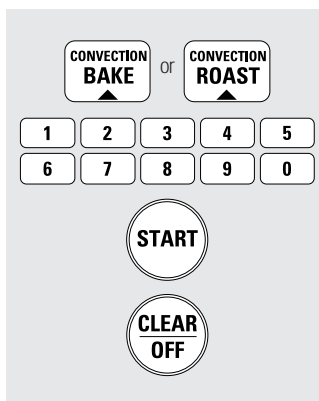 CONVECTION or CONVECTION
BAKE ROAST
1 2 3 4 5
6 7 8 9 0
START
CLEAR
OFF